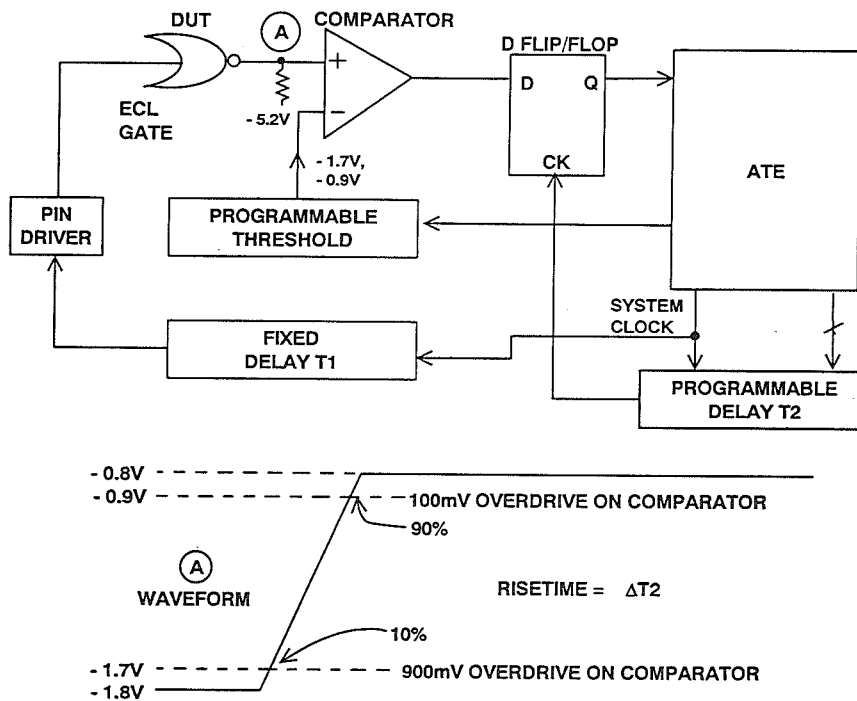 DUT
A
COMPARATOR
D FLIP/FLOP
+
D
Q
- 5.2V
−
ECL
GATE
- 1.7V,
- 0.9V
CK
ATE
PIN
DRIVER
PROGRAMMABLE
THRESHOLD
SYSTEM
CLOCK
FIXED
DELAY T1
PROGRAMMABLE
DELAY T2
- 0.8V
- 0.9V
100mV OVERDRIVE ON COMPARATOR
90%
A
WAVEFORM
RISETIME = ΔT2
10%
- 1.7V
900mV OVERDRIVE ON COMPARATOR
- 1.8V